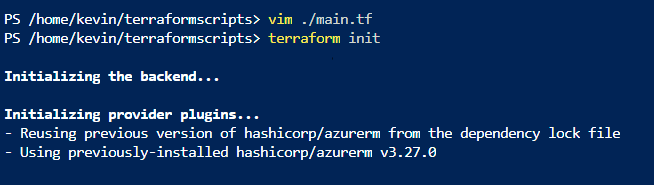 PS /home/kevin/terraformscripts> vim ./main.tf
PS /home/kevin/terraformscripts> terraform init
Initializing the backend...
Initializing provider plugins...
- Reusing previous version of hashicorp/azurerm from the dependency lock file
- Using previously-installed hashicorp/azurerm v3.27.0